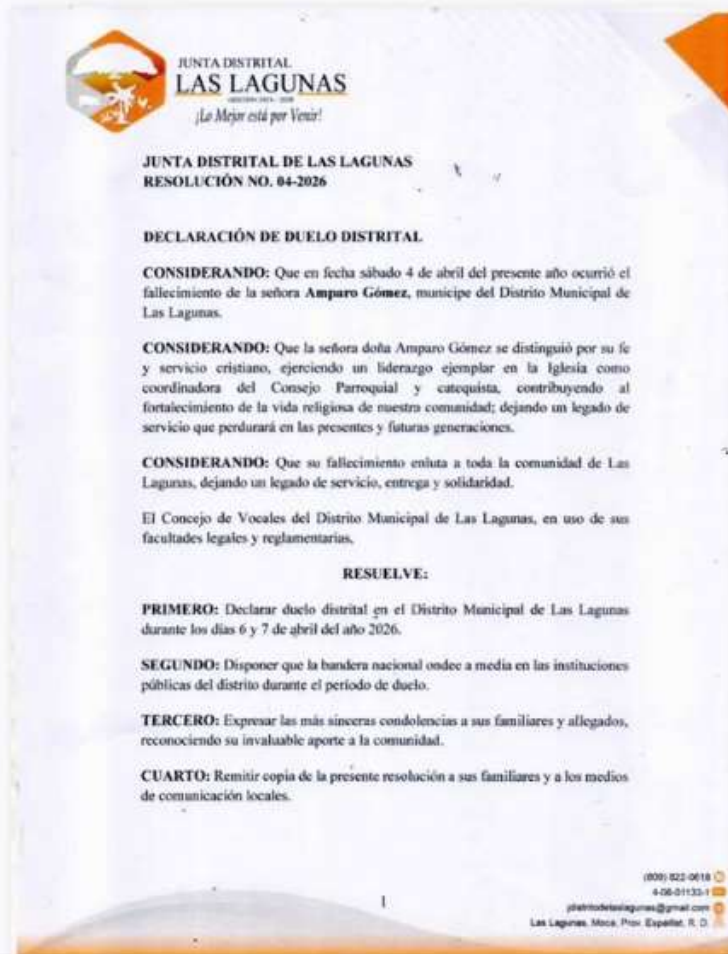 JUNTA DISTRITAL
LAS LAGUNAS
¡Lo Mejor está por Venir!
JUNTA DISTRITAL DE LAS LAGUNAS
RESOLUCIÓN NO. 04-2026
DECLARACIÓN DE DUELO DISTRITAL
CONSIDERANDO: Que en fecha sábado 4 de abril del presente año ocurrió el
fallecimiento de la señora Amparo Gómez, munícipe del Distrito Municipal de
Las Lagunas.
CONSIDERANDO: Que la señora doña Amparo Gómez se distinguió por su fe
y servicio cristiano, ejerciendo un liderazgo ejemplar en la Iglesia como
coordinadora del Consejo Parroquial y catequista, contribuyendo al
fortalecimiento de la vida religiosa de nuestra comunidad; dejando un legado de
servicio que perdurará en las presentes y futuras generaciones.
CONSIDERANDO: Que su fallecimiento enluta a toda la comunidad de Las
Lagunas, dejando un legado de servicio, entrega y solidaridad.
El Concejo de Vocales del Distrito Municipal de Las Lagunas, en uso de sus
facultades legales y reglamentarias,
RESUELVE:
PRIMERO: Declarar duelo distrital en el Distrito Municipal de Las Lagunas
durante los días 6 y 7 de abril del año 2026.
SEGUNDO: Disponer que la bandera nacional ondee a media en las instituciones
públicas del distrito durante el período de duelo.
TERCERO: Expresar las más sinceras condolencias a sus familiares y allegados,
reconociendo su invaluable aporte a la comunidad.
CUARTO: Remitir copia de la presente resolución a sus familiares y a los medios
de comunicación locales.
1
(809) 822-0618
4-06-01133-1
jdistritodelaslagunas@gmail.com
Las Lagunas, Moca, Prov. Espaillat, R. D.